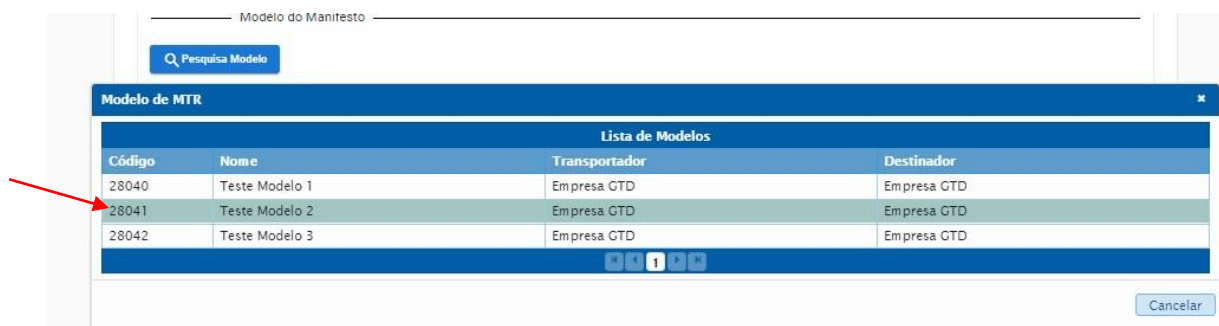 Modelo do Manifesto
Pesquisa Modelo
Modelo de MTR
Lista de Modelos
Código Nome Transportador Destinador
28040 Teste Modelo 1 Empresa GTD Empresa GTD
28041 Teste Modelo 2 Empresa GTD Empresa GTD
28042 Teste Modelo 3 Empresa GTD Empresa GTD
1
Cancelar